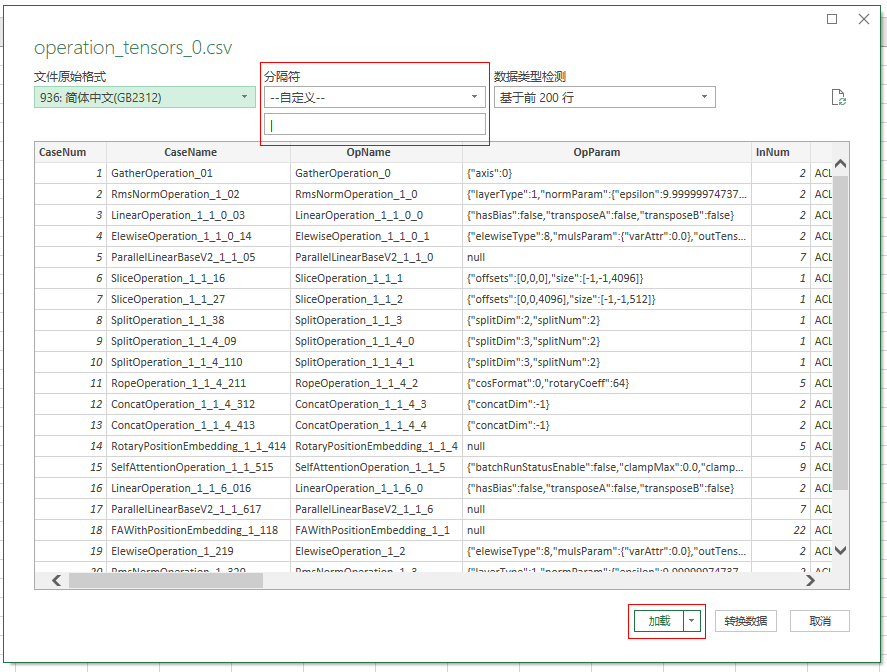 operation_tensors_0.csv
文件原始格式 分隔符 数据类型检测
936: 简体中文(GB2312) --自定义-- 基于前 200 行
|
CaseNum CaseName OpName OpParam InNum
1 GatherOperation_01 GatherOperation_0 {"axis":0} 2 ACL
2 RmsNormOperation_1_02 RmsNormOperation_1_0 {"layerType":1,"normParam":{"epsilon":9.99999974737... 2 ACL
3 LinearOperation_1_1_0_03 LinearOperation_1_1_0_0 {"hasBias":false,"transposeA":false,"transposeB":false} 2 ACL
4 ElewiseOperation_1_1_0_14 ElewiseOperation_1_1_0_1 {"elewiseType":8,"mulsParam":{"varAttr":0.0},"outTens... 2 ACL
5 ParallelLinearBaseV2_1_1_05 ParallelLinearBaseV2_1_1_0 null 7 ACL
6 SliceOperation_1_1_16 SliceOperation_1_1_1 {"offsets":[0,0,0],"size":[-1,-1,4096]} 1 ACL
7 SliceOperation_1_1_27 SliceOperation_1_1_2 {"offsets":[0,0,4096],"size":[-1,-1,512]} 1 ACL
8 SplitOperation_1_1_38 SplitOperation_1_1_3 {"splitDim":2,"splitNum":2} 1 ACL
9 SplitOperation_1_1_4_09 SplitOperation_1_1_4_0 {"splitDim":3,"splitNum":2} 1 ACL
10 SplitOperation_1_1_4_110 SplitOperation_1_1_4_1 {"splitDim":3,"splitNum":2} 1 ACL
11 RopeOperation_1_1_4_211 RopeOperation_1_1_4_2 {"cosFormat":0,"rotaryCoeff":64} 5 ACL
12 ConcatOperation_1_1_4_312 ConcatOperation_1_1_4_3 {"concatDim":-1} 2 ACL
13 ConcatOperation_1_1_4_413 ConcatOperation_1_1_4_4 {"concatDim":-1} 2 ACL
14 RotaryPositionEmbedding_1_1_414 RotaryPositionEmbedding_1_1_4 null 5 ACL
15 SelfAttentionOperation_1_1_515 SelfAttentionOperation_1_1_5 {"batchRunStatusEnable":false,"clampMax":0.0,"clamp... 9 ACL
16 LinearOperation_1_1_6_016 LinearOperation_1_1_6_0 {"hasBias":false,"transposeA":false,"transposeB":false} 2 ACL
17 ParallelLinearBaseV2_1_1_617 ParallelLinearBaseV2_1_1_6 null 7 ACL
18 FAWithPositionEmbedding_1_118 FAWithPositionEmbedding_1_1 null 22 ACL
19 ElewiseOperation_1_219 ElewiseOperation_1_2 {"elewiseType":8,"mulsParam":{"varAttr":0.0},"outTens... 2 ACL
20 RmsNormOperation_1_320 RmsNormOperation_1_3 {"layerType":1,"normParam":{"epsilon":9.99999974737... 2 ACL
加载 转换数据 取消